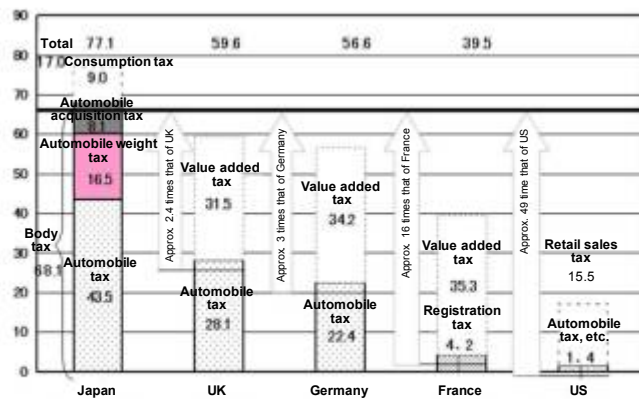 90
80
70
60
50
40
30
20
10
0
Total 77.1 59.6 56.6 39.5
17.0
Consumption tax
9.0
Automobile
acquisition tax
8.1
Automobile weight
tax
16.5
Body
tax
68.1
Automobile
tax
43.5
Approx. 2.4 times that of UK
Value added
tax
31.5
Automobile
tax
28.1
Approx. 3 times that of Germany
Value added
tax
34.2
Automobile
tax
22.4
Approx. 16 times that of France
Value added
tax
35.3
Registration
tax
4.2
Approx. 49 time that of US
Retail sales
tax
15.5
Automobile
tax, etc.
1.4
Japan UK Germany France US